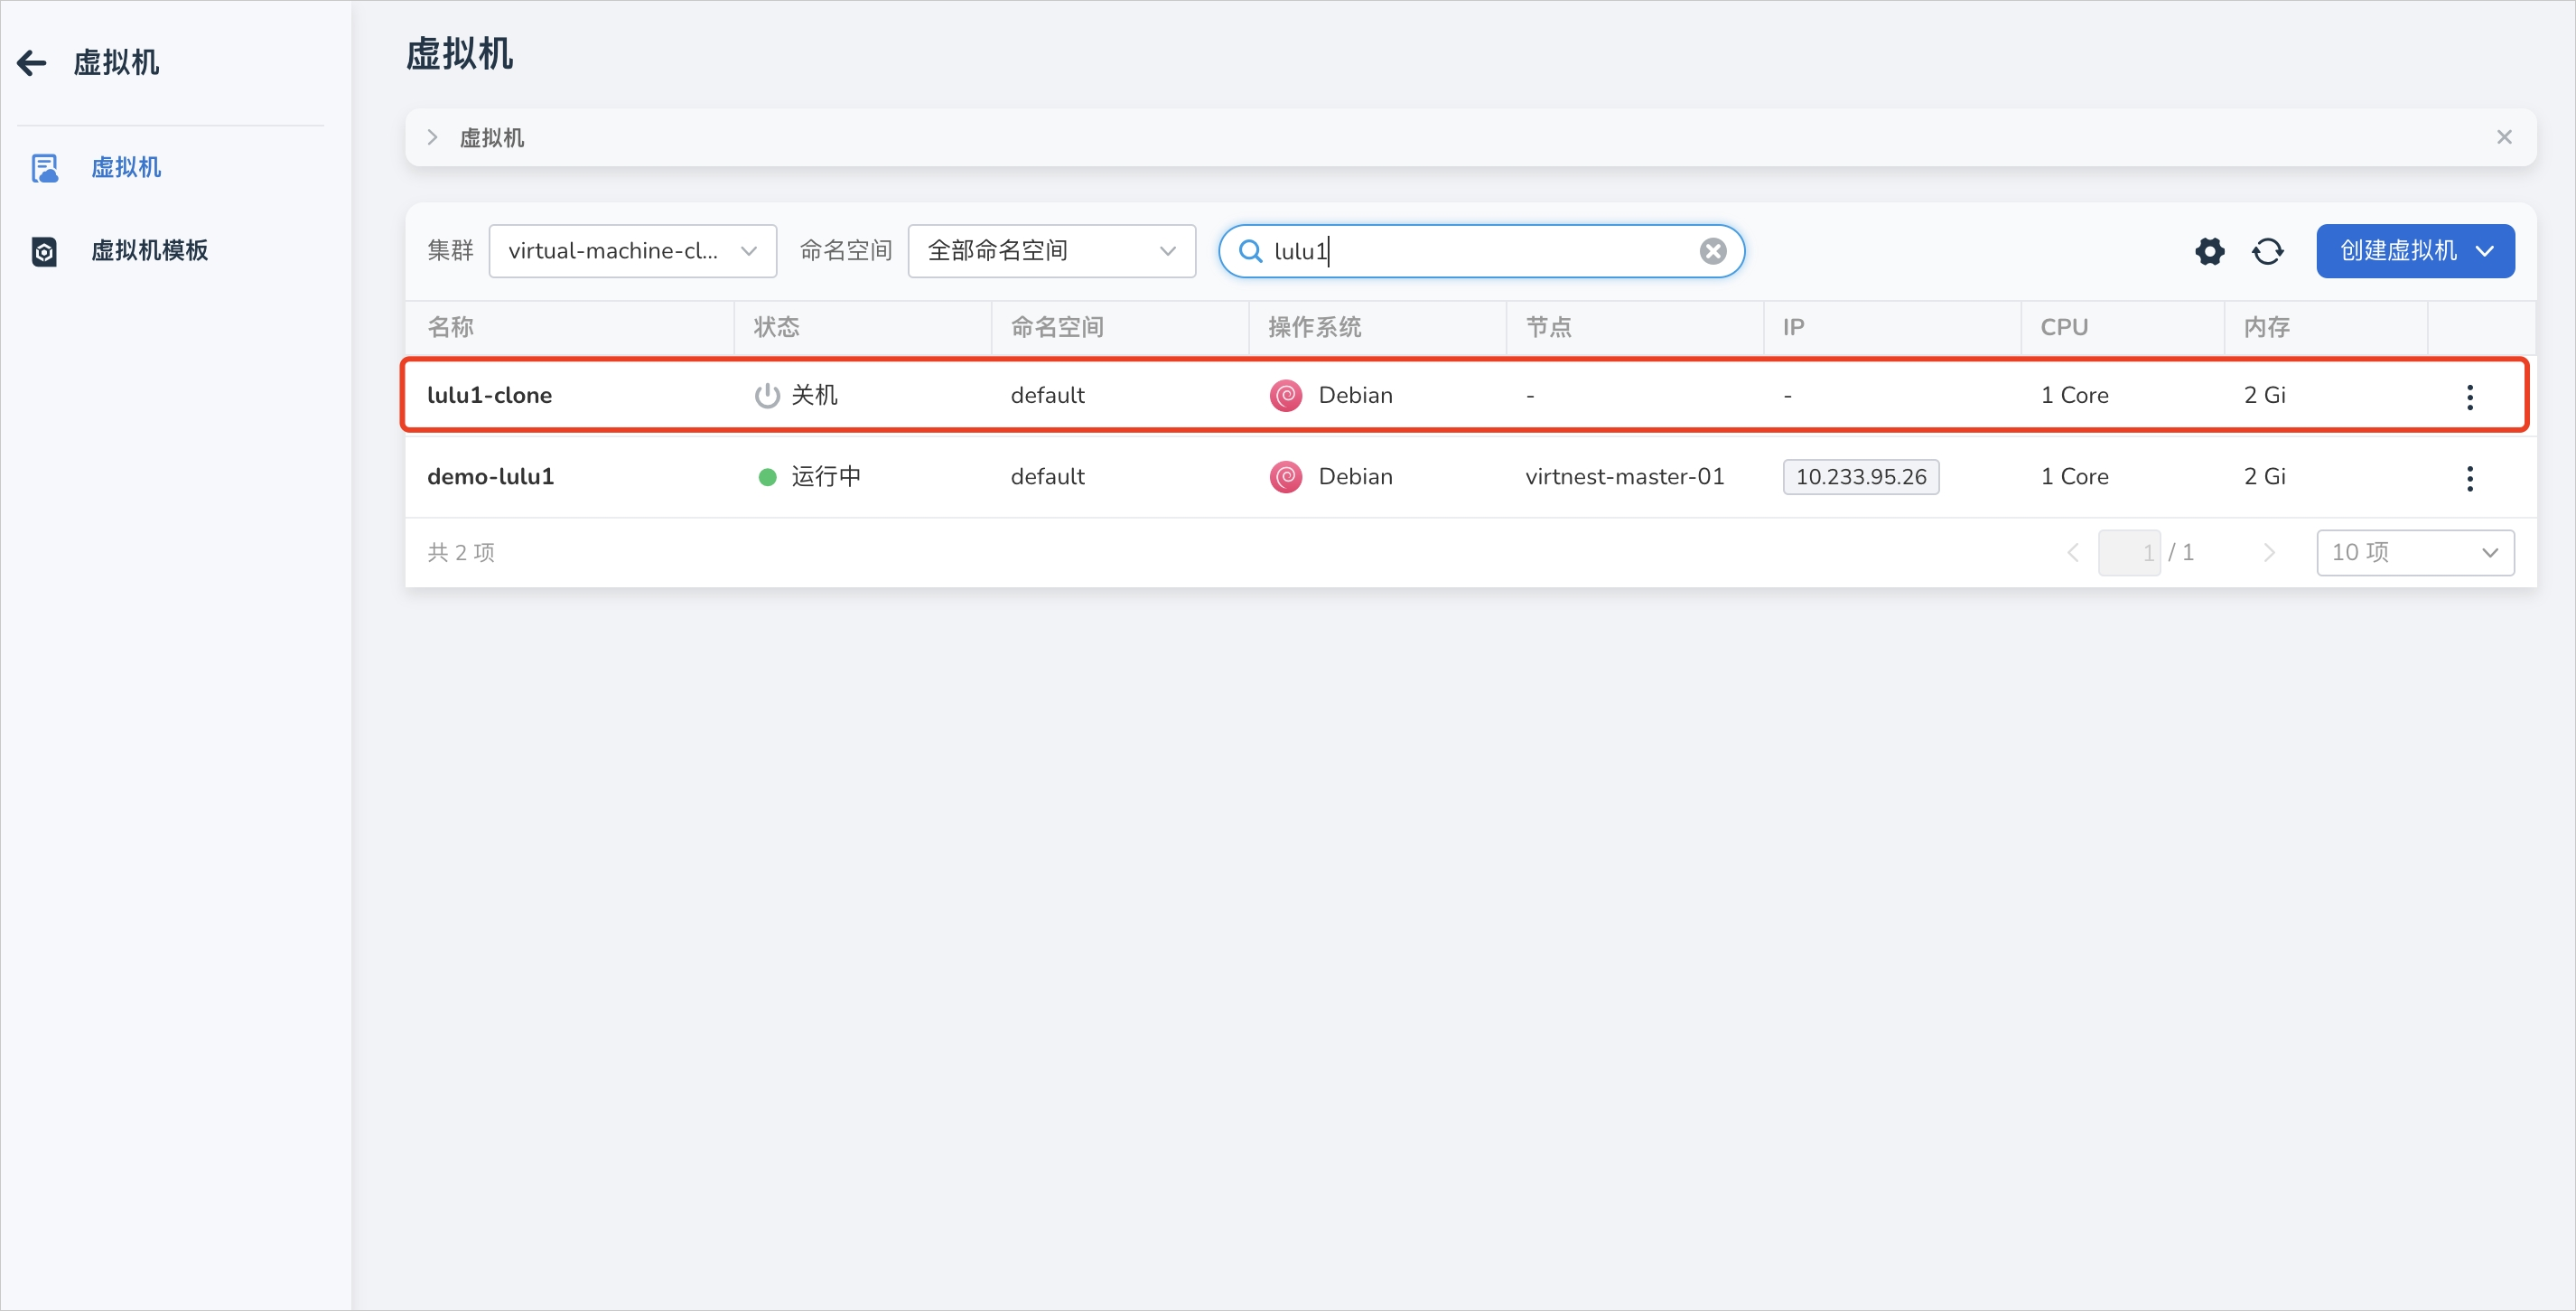 虚拟机
虚拟机
虚拟机模板
虚拟机
虚拟机
集群 virtual-machine-cl... 命名空间 全部命名空间 lulu1 创建虚拟机
名称 状态 命名空间 操作系统 节点 IP CPU 内存
lulu1-clone 关机 default Debian - - 1 Core 2 Gi
demo-lulu1 运行中 default Debian virtnest-master-01 10.233.95.26 1 Core 2 Gi
共 2 项 1 / 1 10 项